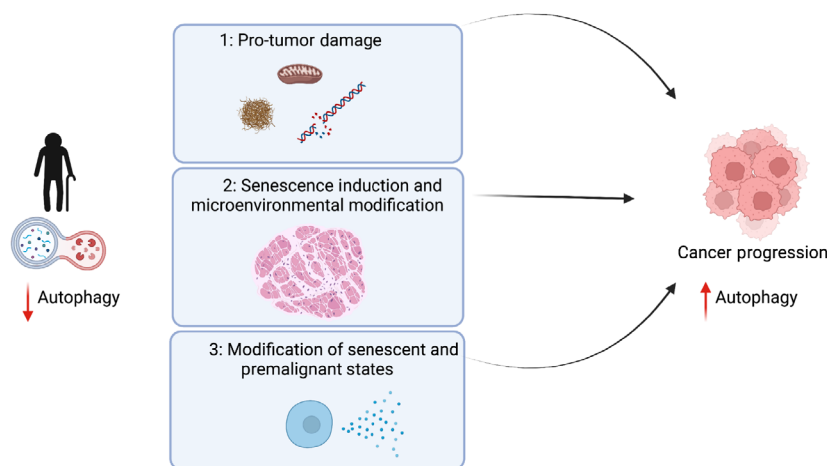 1: Pro-tumor damage
2: Senescence induction and
microenvironmental modification
3: Modification of senescent and
premalignant states
Autophagy
Cancer progression
Autophagy